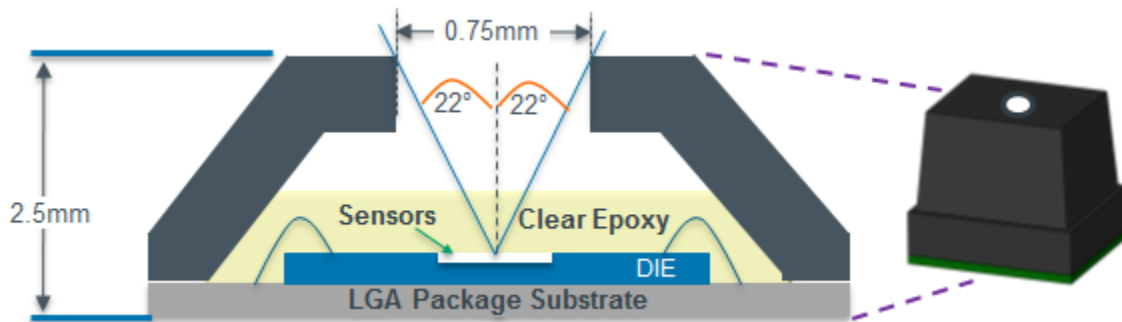 0.75mm
22° 22°
2.5mm
Sensors Clear Epoxy
DIE
LGA Package Substrate